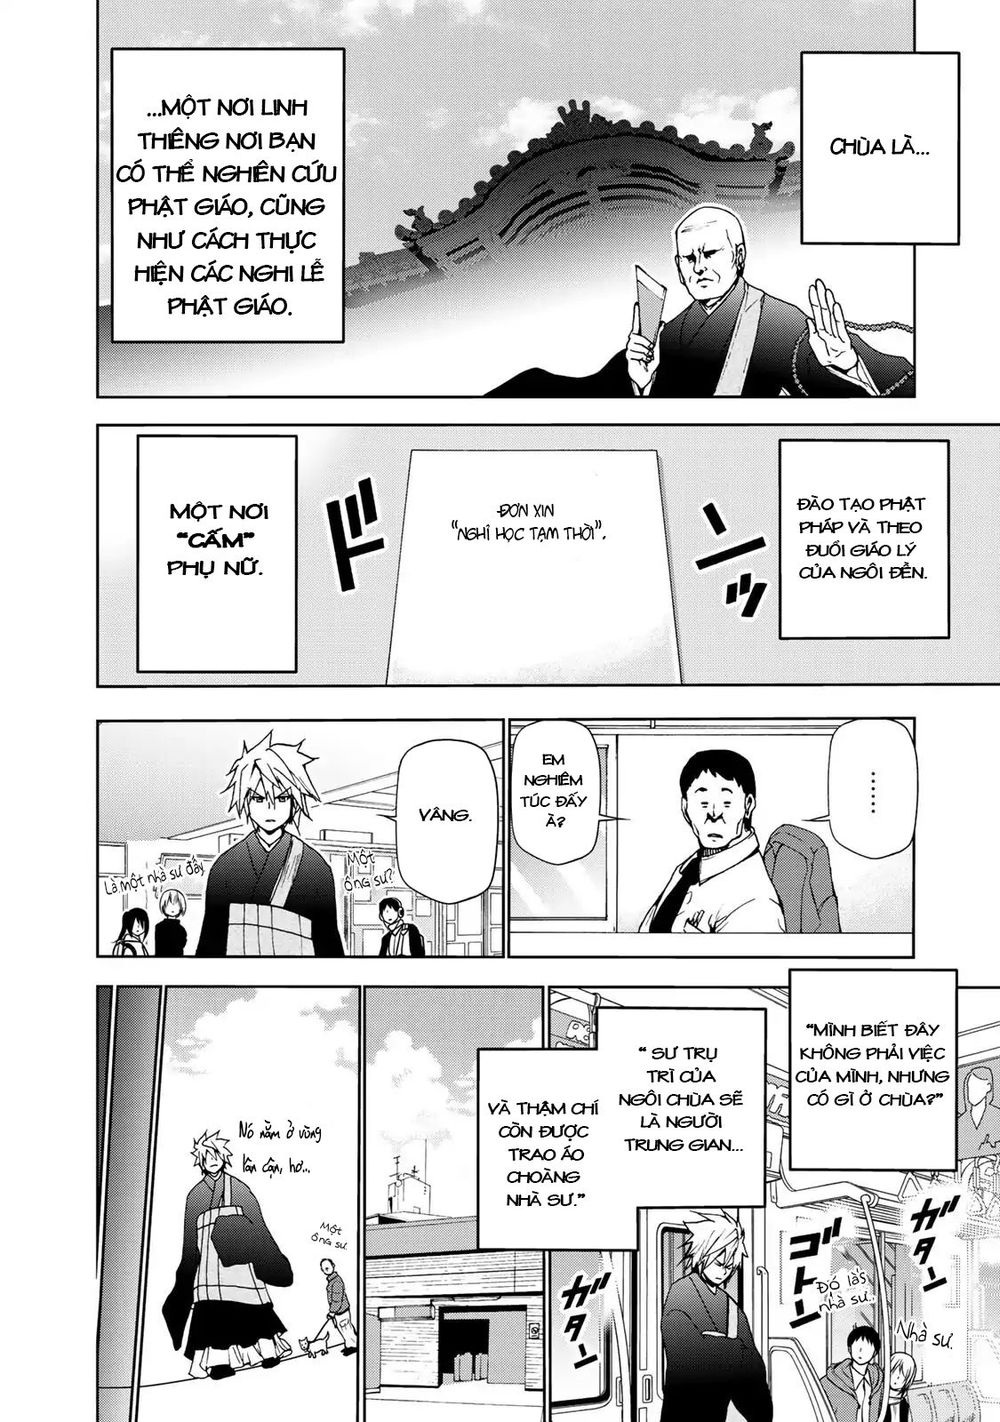 CHÙA LÀ...
...MỘT NƠI LINH
THIÊNG NƠI BẠN
CÓ THỂ NGHIÊN CỨU
PHẬT GIÁO, CŨNG
NHƯ CÁCH THỰC
HIỆN CÁC NGHI LỄ
PHẬT GIÁO.
ĐÀO TẠO PHẬT
PHÁP VÀ THEO
ĐUỔI GIÁO LÝ
CỦA NGÔI ĐỀN.
ドン
ĐƠN XIN
"NGHỈ HỌC TẠM THỜI".
MỘT NƠI
"CẤM"
PHỤ NỮ.
......
EM
NGHIÊM
TÚC ĐẤY
À?
VÂNG.
Một
ông sư?
Là một nhà sư đấy
"MÌNH BIẾT ĐÂY
KHÔNG PHẢI VIỆC
CỦA MÌNH, NHƯNG
CÓ GÌ Ở CHÙA?"
" SƯ TRỤ
TRÌ CỦA
NGÔI CHÙA SẼ
LÀ NGƯỜI
TRUNG GIAN...
VÀ THẬM CHÍ
CÒN ĐƯỢC
TRAO ÁO
CHOÀNG
NHÀ SƯ."
ガターン
ゴトーン
ガターン
Đó là
nhà sư..
Nhà sư.
Nó nằm ở vùng
lân cận, hơ...
Một
ông sư.